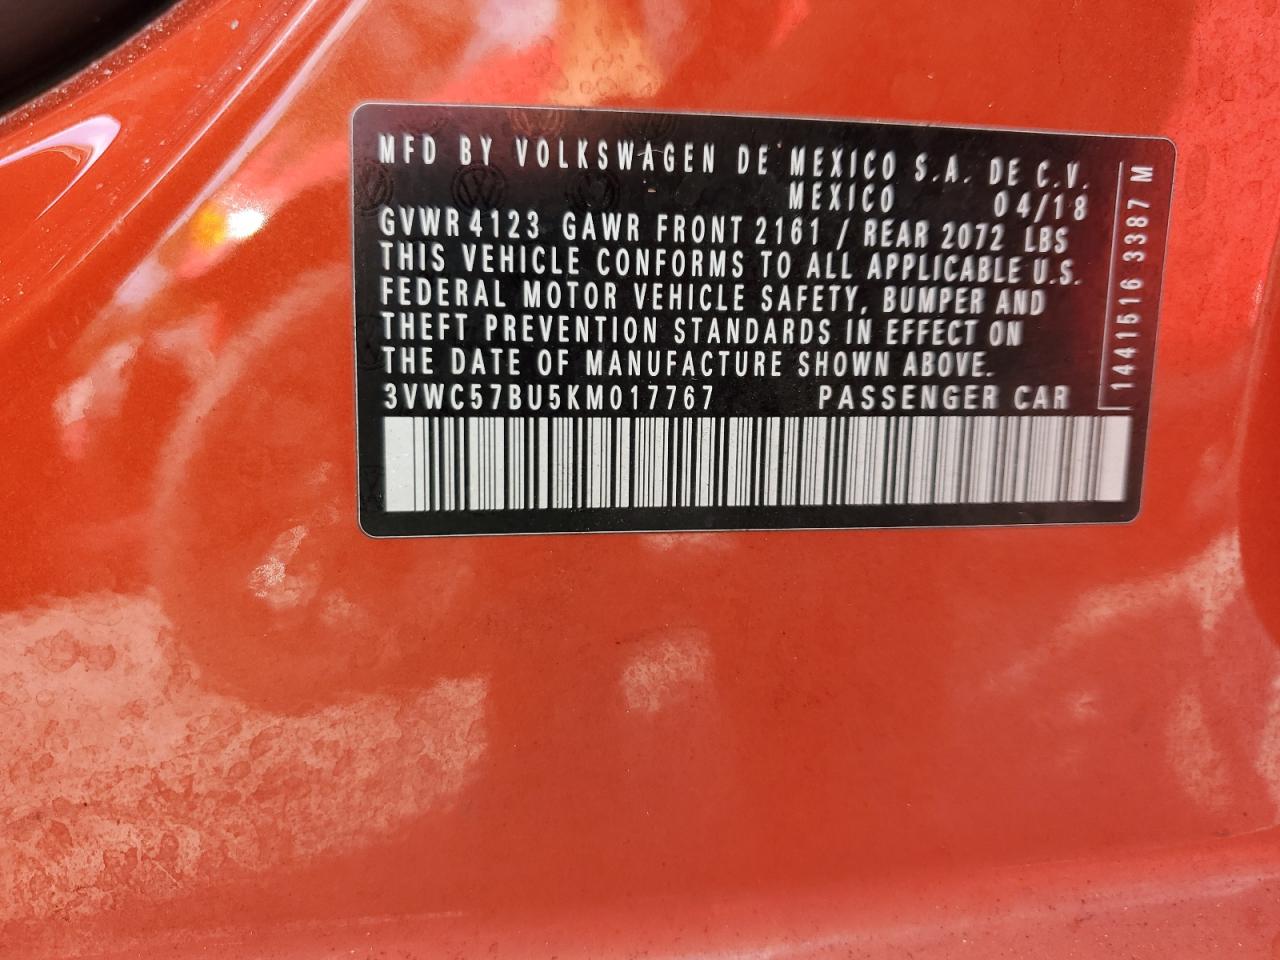 MFD BY VOLKSWAGEN DE MEXICO S.A. DE C.V.
MEXICO 04/18
GVWR 4123 GAWR FRONT 2161 / REAR 2072 LBS
THIS VEHICLE CONFORMS TO ALL APPLICABLE U.S.
FEDERAL MOTOR VEHICLE SAFETY, BUMPER AND
THEFT PREVENTION STANDARDS IN EFFECT ON
THE DATE OF MANUFACTURE SHOWN ABOVE.
3VWC57BU5KM017767 PASSENGER CAR
1441516 3387 M